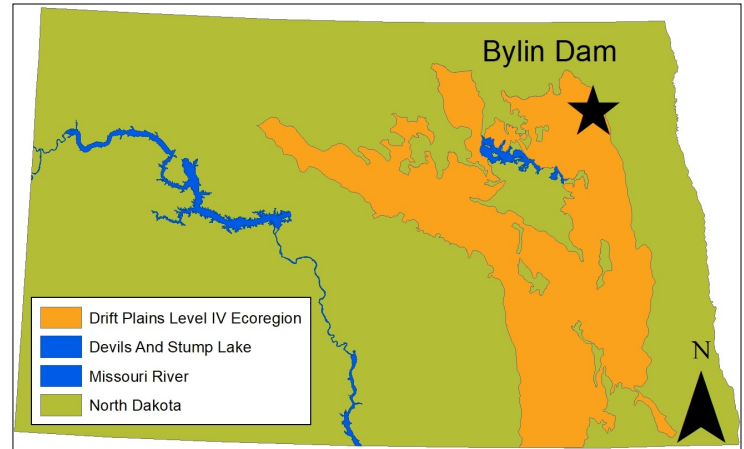 Bylin Dam
Drift Plains Level IV Ecoregion
Devils And Stump Lake
Missouri River
North Dakota
N